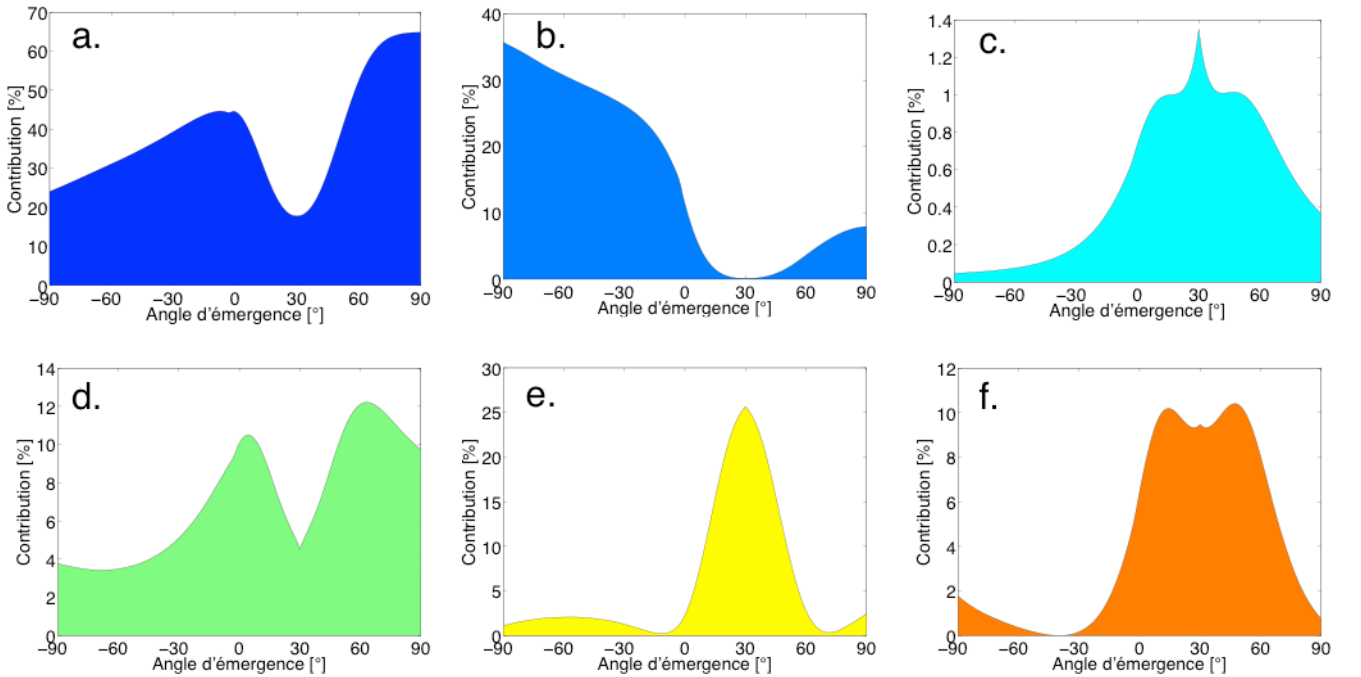 a.
Contribution [%]
70
60
50
40
30
20
10
0
−90 −60 −30 0 30 60 90
Angle d'émergence [°]
b.
Contribution [%]
40
30
20
10
0
−90 −60 −30 0 30 60 90
Angle d'émergence [°]
c.
Contribution [%]
1.4
1.2
1
0.8
0.6
0.4
0.2
0
−90 −60 −30 0 30 60 90
Angle d'émergence [°]
d.
Contribution [%]
14
12
10
8
6
4
2
0
−90 −60 −30 0 30 60 90
Angle d'émergence [°]
e.
Contribution [%]
30
25
20
15
10
5
0
−90 −60 −30 0 30 60 90
Angle d'émergence [°]
f.
Contribution [%]
12
10
8
6
4
2
0
−90 −60 −30 0 30 60 90
Angle d'émergence [°]